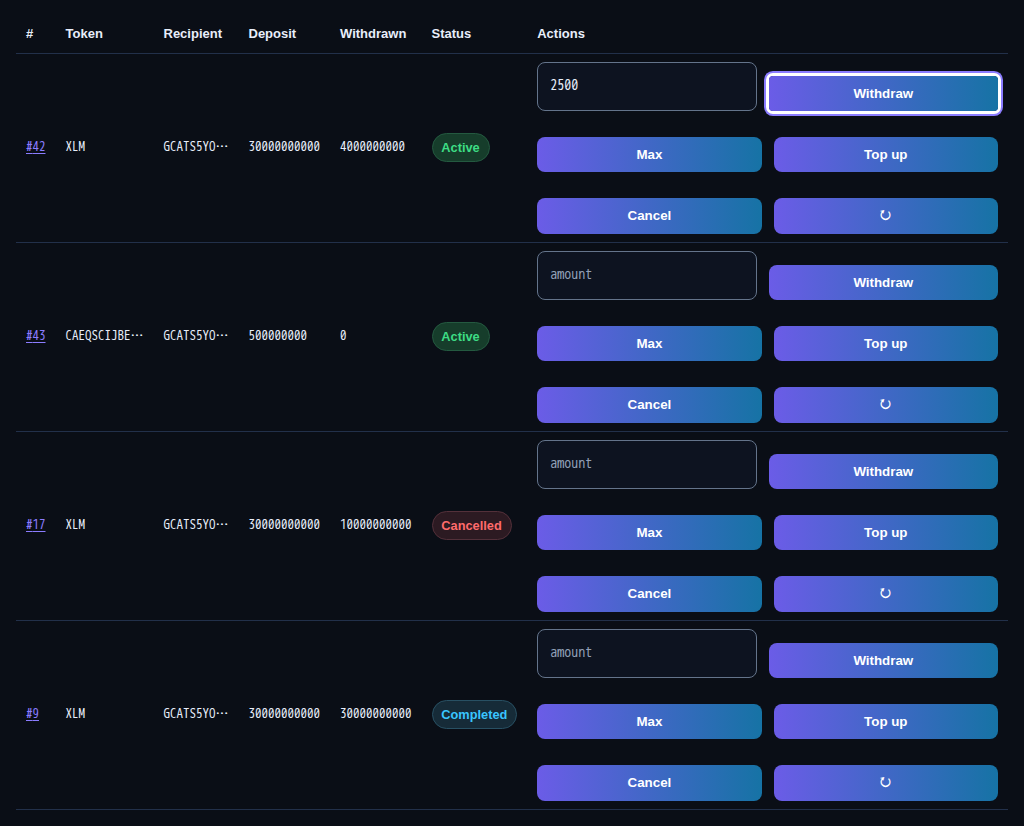 # Token Recipient Deposit Withdrawn Status Actions
2500 Withdraw
#42 XLM GCATS5YO… 30000000000 4000000000 Active Max Top up
Cancel ↻
amount Withdraw
#43 CAEQSCIJBE… GCATS5YO… 500000000 0 Active Max Top up
Cancel ↻
amount Withdraw
#17 XLM GCATS5YO… 30000000000 10000000000 Cancelled Max Top up
Cancel ↻
amount Withdraw
#9 XLM GCATS5YO… 30000000000 30000000000 Completed Max Top up
Cancel ↻